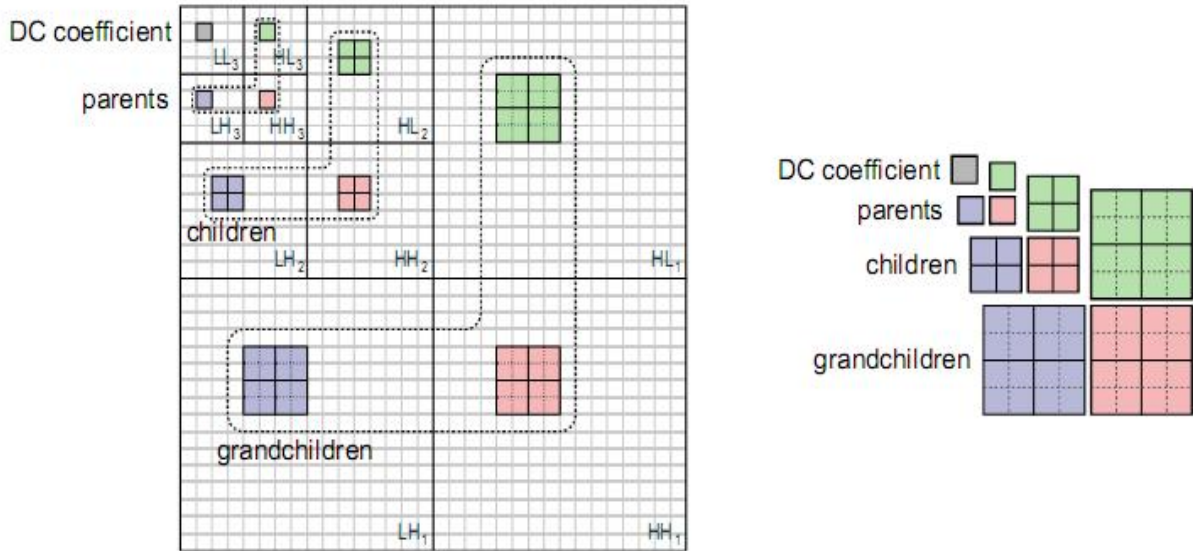 DC coefficient
LL3
HL3
parents
LH3
HH3
HL2
children
LH2
HH2
HL1
grandchildren
LH1
HH1
DC coefficient
parents
children
grandchildren